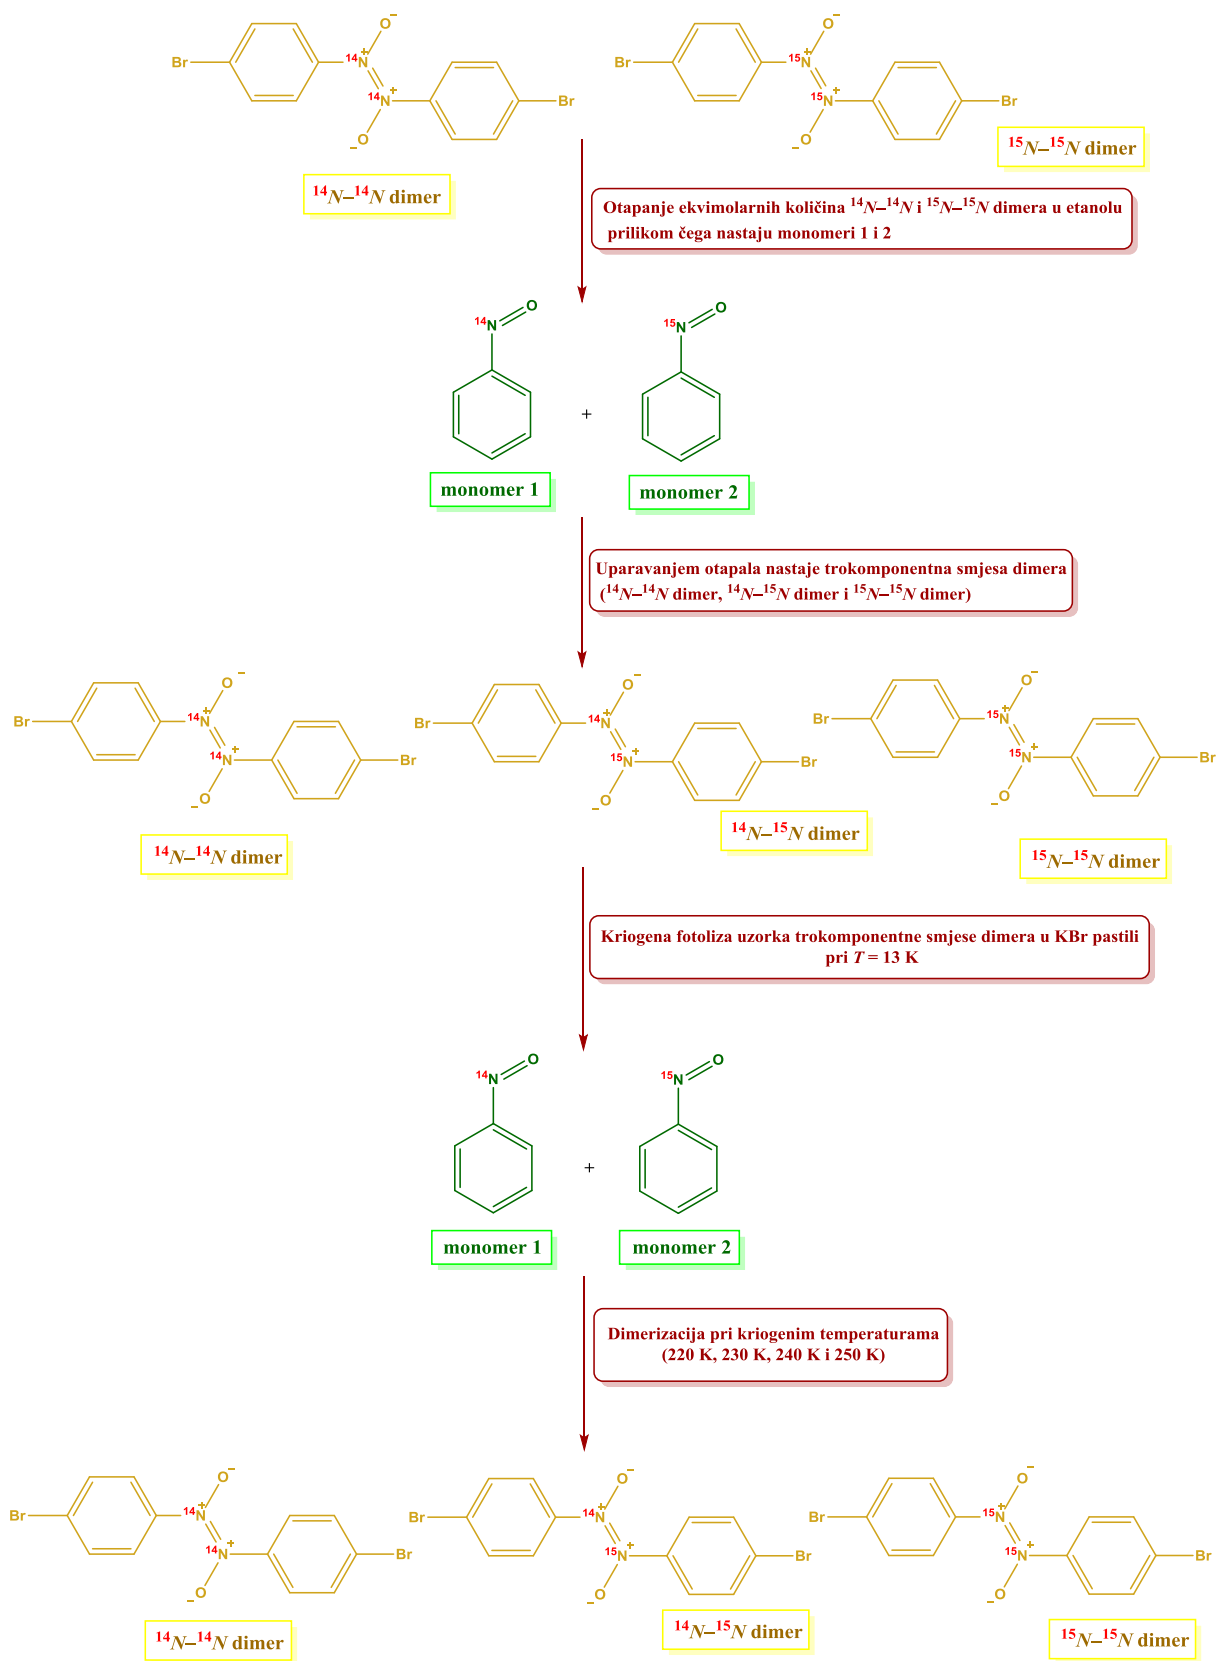 Br 14N + O− 14N + O− Br
Br 15N + O− 15N + O− Br
14N–14N dimer
15N–15N dimer
Otapanje ekvimolarnih količina 14N–14N i 15N–15N dimera u etanolu
prilikom čega nastaju monomeri 1 i 2
14N O
+
15N O
monomer 1
monomer 2
Uparavanjem otapala nastaje trokomponentna smjesa dimera
(14N–14N dimer, 14N–15N dimer i 15N–15N dimer)
Br 14N + O− 14N + O− Br
Br 14N + O− 15N + O− Br
Br 15N + O− 15N + O− Br
14N–14N dimer
14N–15N dimer
15N–15N dimer
Kriogena fotoliza uzorka trokomponentne smjese dimera u KBr pastili
pri T = 13 K
14N O
+
15N O
monomer 1
monomer 2
Dimerizacija pri kriogenim temperaturama
(220 K, 230 K, 240 K i 250 K)
Br 14N + O− 14N + O− Br
Br 14N + O− 15N + O− Br
Br 15N + O− 15N + O− Br
14N–14N dimer
14N–15N dimer
15N–15N dimer